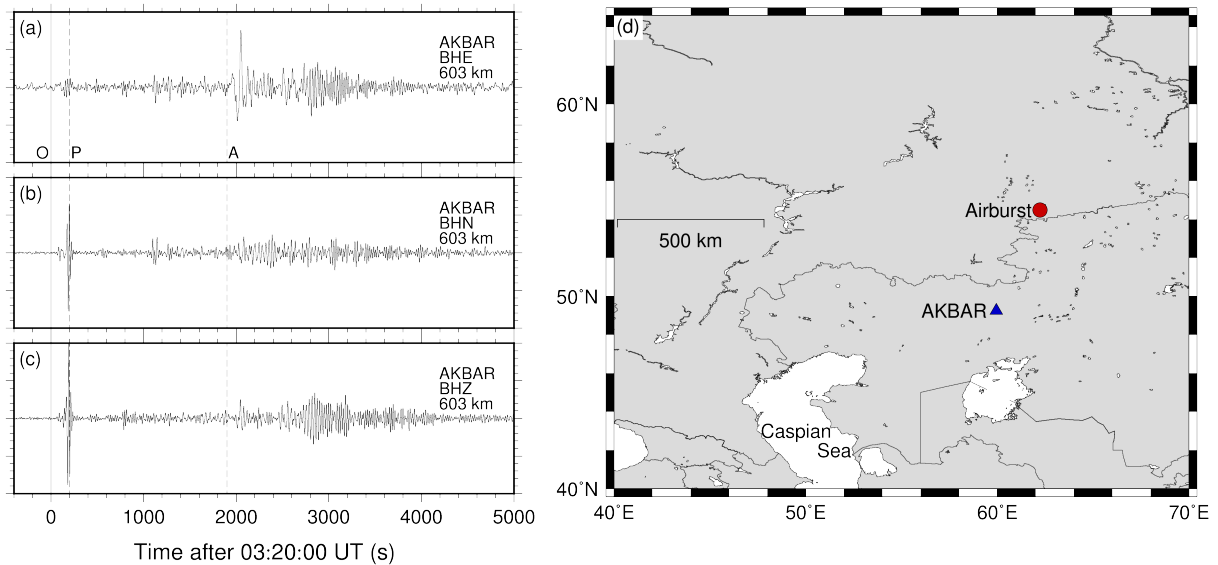 (a)
AKBAR
BHE
603 km
O P A
(b)
AKBAR
BHN
603 km
(c)
AKBAR
BHZ
603 km
0 1000 2000 3000 4000 5000
Time after 03:20:00 UT (s)
(d)
60˚N
Airburst
500 km
50˚N
AKBAR
Caspian
Sea
40˚N
40˚E 50˚E 60˚E 70˚E